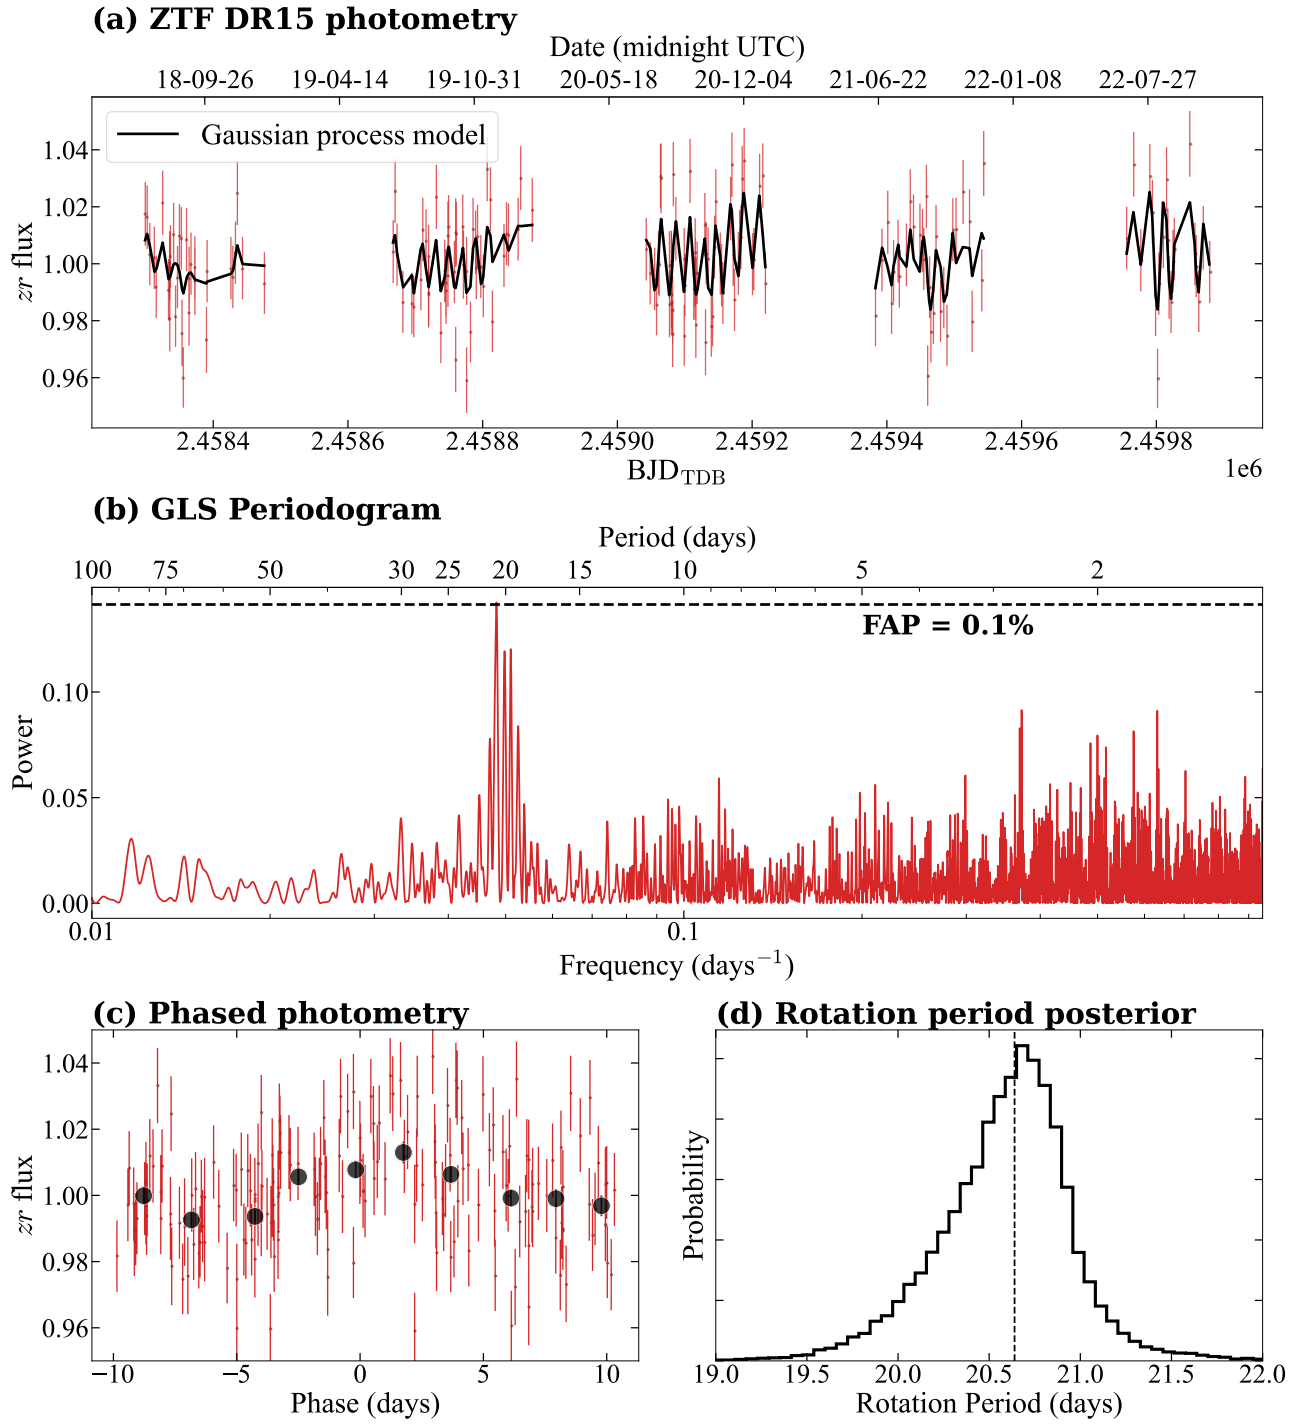 (a) ZTF DR15 photometry
Date (midnight UTC)
18-09-26 19-04-14 19-10-31 20-05-18 20-12-04 21-06-22 22-01-08 22-07-27
Gaussian process model
1.04
1.02
1.00
0.98
0.96
zr flux
2.4584 2.4586 2.4588 2.4590 2.4592 2.4594 2.4596 2.4598
BJD_TDB
1e6
(b) GLS Periodogram
Period (days)
100 75 50 30 25 20 15 10 5 2
FAP = 0.1%
0.10
0.05
0.00
Power
0.01 0.1
Frequency (days⁻¹)
(c) Phased photometry
1.04
1.02
1.00
0.98
0.96
zr flux
−10 −5 0 5 10
Phase (days)
(d) Rotation period posterior
Probability
19.0 19.5 20.0 20.5 21.0 21.5 22.0
Rotation Period (days)